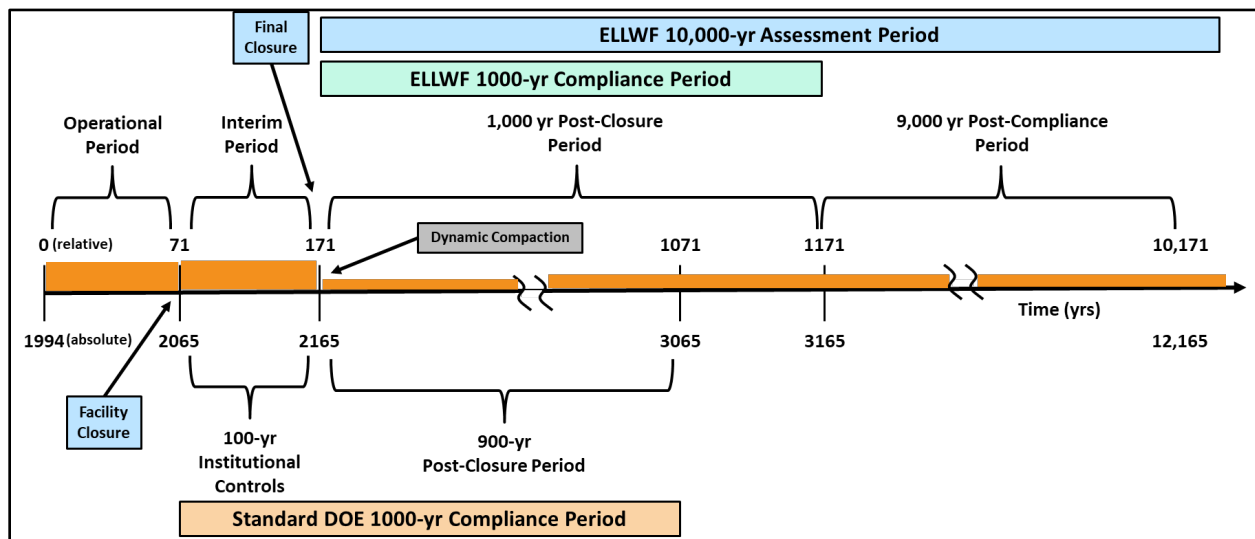 Final
Closure
ELLWF 10,000-yr Assessment Period
ELLWF 1000-yr Compliance Period
Operational
Period
Interim
Period
1,000 yr Post-Closure
Period
9,000 yr Post-Compliance
Period
0 (relative)
71
171
Dynamic Compaction
1071
1171
10,171
Time (yrs)
1994 (absolute)
2065
2165
3065
3165
12,165
Facility
Closure
100-yr
Institutional
Controls
900-yr
Post-Closure Period
Standard DOE 1000-yr Compliance Period